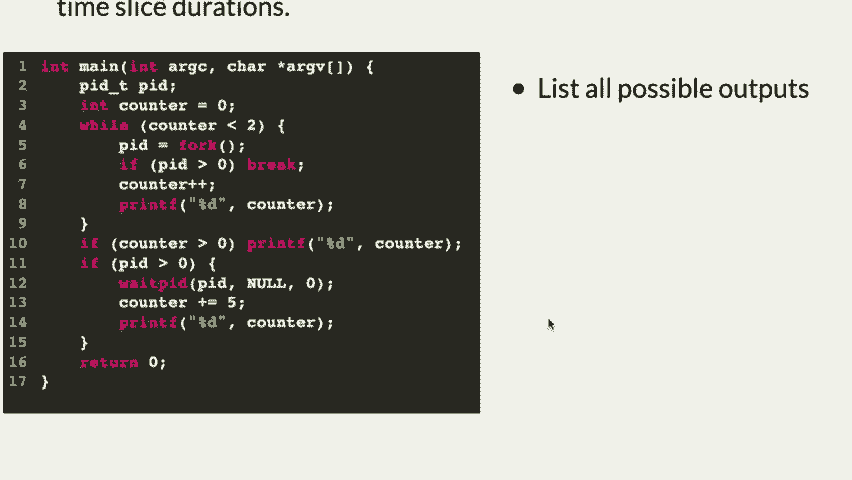 time slice durations.
1 int main(int argc, char *argv[]) {
2 pid_t pid;
3 int counter = 0;
4 while (counter < 2) {
5 pid = fork();
6 if (pid > 0) break;
7 counter++;
8 printf("%d", counter);
9 }
10 if (counter > 0) printf("%d", counter);
11 if (pid > 0) {
12 waitpid(pid, NULL, 0);
13 counter += 5;
14 printf("%d", counter);
15 }
16 return 0;
17 }
• List all possible outputs